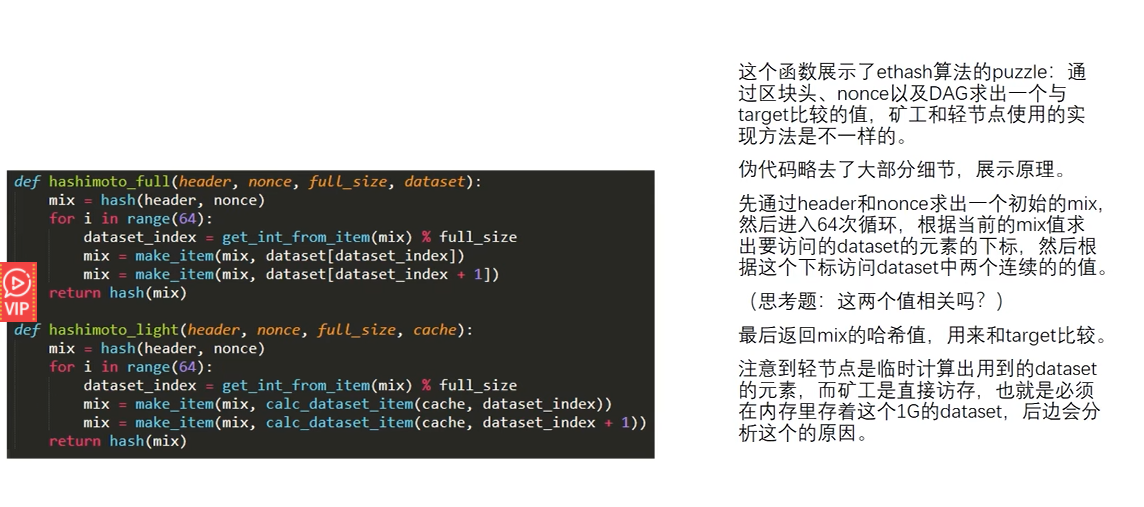 def hashimoto_full(header, nonce, full_size, dataset):
    mix = hash(header, nonce)
    for i in range(64):
        dataset_index = get_int_from_item(mix) % full_size
        mix = make_item(mix, dataset[dataset_index])
        mix = make_item(mix, dataset[dataset_index + 1])
    return hash(mix)
VIP
def hashimoto_light(header, nonce, full_size, cache):
    mix = hash(header, nonce)
    for i in range(64):
        dataset_index = get_int_from_item(mix) % full_size
        mix = make_item(mix, calc_dataset_item(cache, dataset_index))
        mix = make_item(mix, calc_dataset_item(cache, dataset_index + 1))
    return hash(mix)
这个函数展示了ethash算法的puzzle：通
过区块头、nonce以及DAG求出一个与
target比较的值，矿工和轻节点使用的实
现方法是不一样的。
伪代码略去了大部分细节，展示原理。
先通过header和nonce求出一个初始的mix,
然后进入64次循环，根据当前的mix值求
出要访问的dataset的元素的下标，然后根
据这个下标访问dataset中两个连续的的值。
（思考题：这两个值相关吗？）
最后返回mix的哈希值，用来和target比较。
注意到轻节点是临时计算出用到的dataset
的元素，而矿工是直接访存，也就是必须
在内存里存着这个1G的dataset，后边会分
析这个的原因。